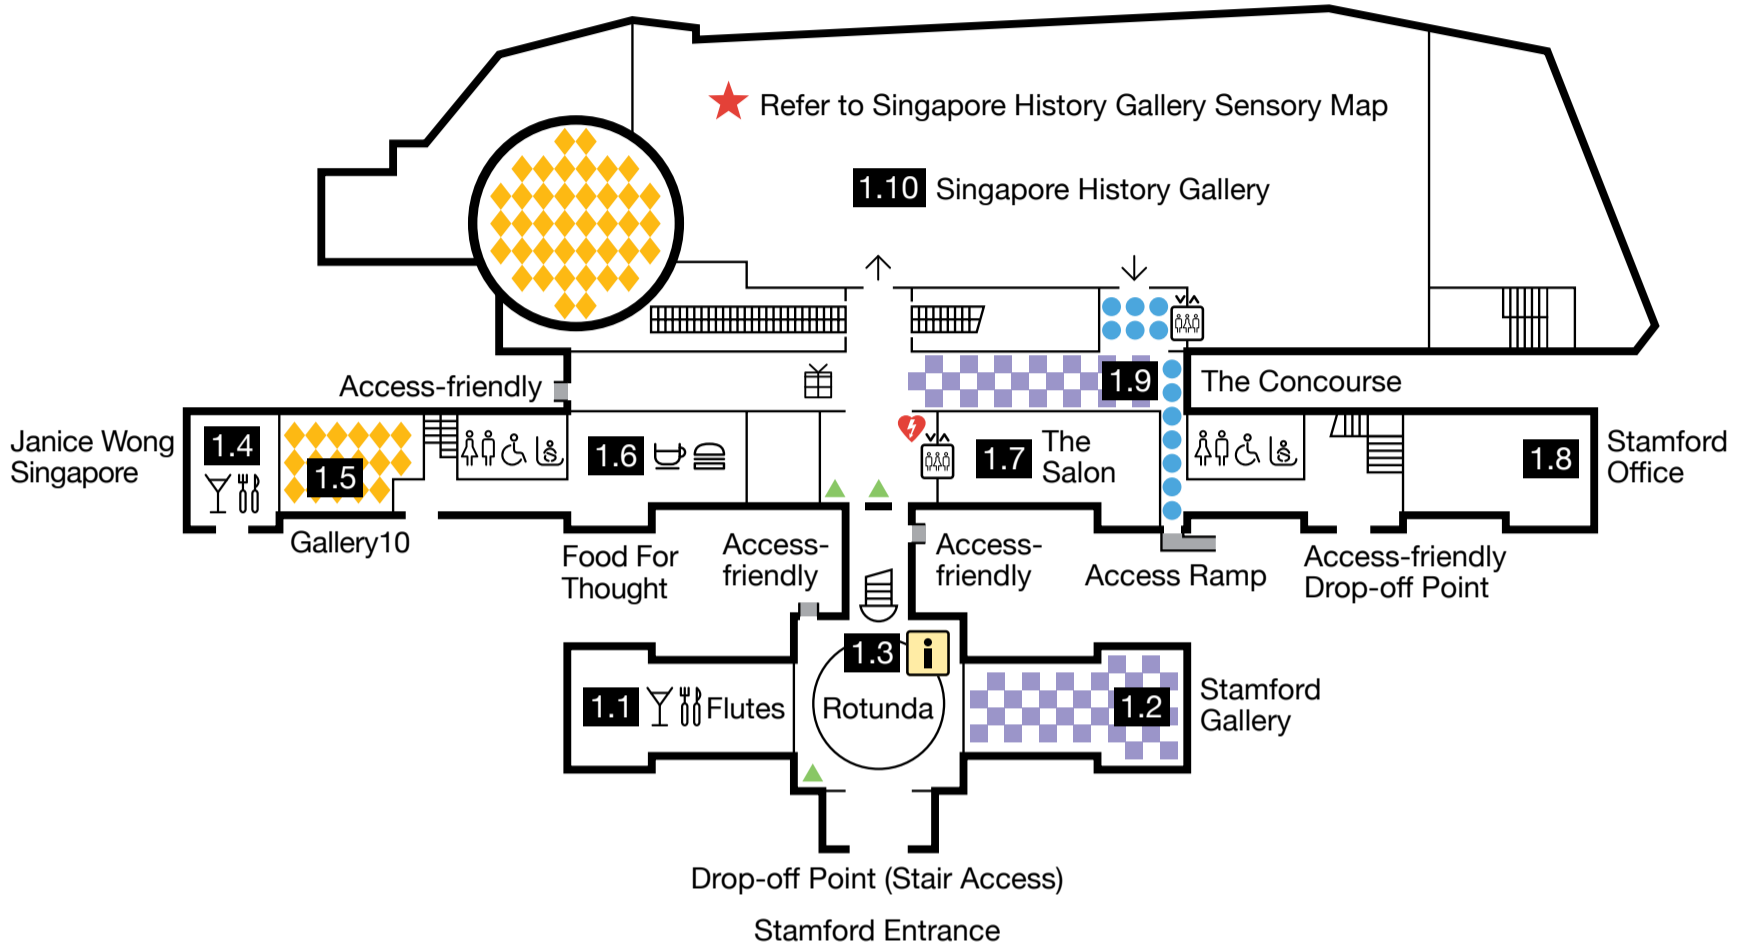 Refer to Singapore History Gallery Sensory Map
1.10 Singapore History Gallery
Access-friendly
1.9 The Concourse
Janice Wong
Singapore
1.4
1.5
Gallery10
1.6
Food For
Thought
1.7 The
Salon
1.8
Stamford
Office
Access-
friendly
Access-
friendly
Access Ramp
Access-friendly
Drop-off Point
1.3
i
Rotunda
1.1 Flutes
1.2
Stamford
Gallery
Drop-off Point (Stair Access)
Stamford Entrance